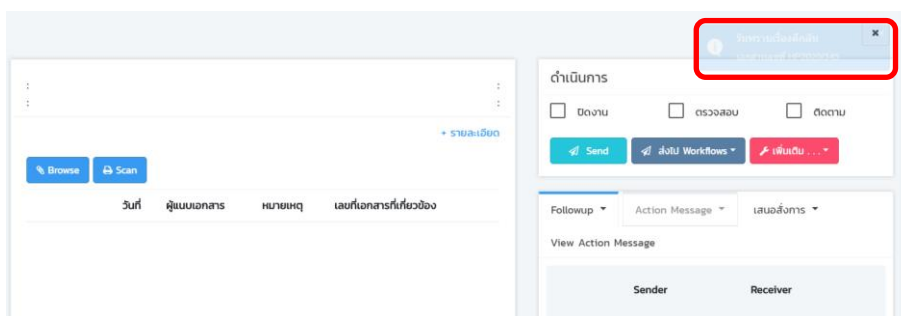 ดำเนินการ
:
:
:
:
ปิดงาน ตรวจสอบ ติดตาม
+ รายละเอียด
Send ส่งไป Workflows เพิ่มเติม . . .
Browse Scan
วันที่ ผู้แนบเอกสาร หมายเหตุ เลขที่เอกสารที่เกี่ยวข้อง
Followup Action Message เสนอสั่งการ
View Action Message
Sender Receiver